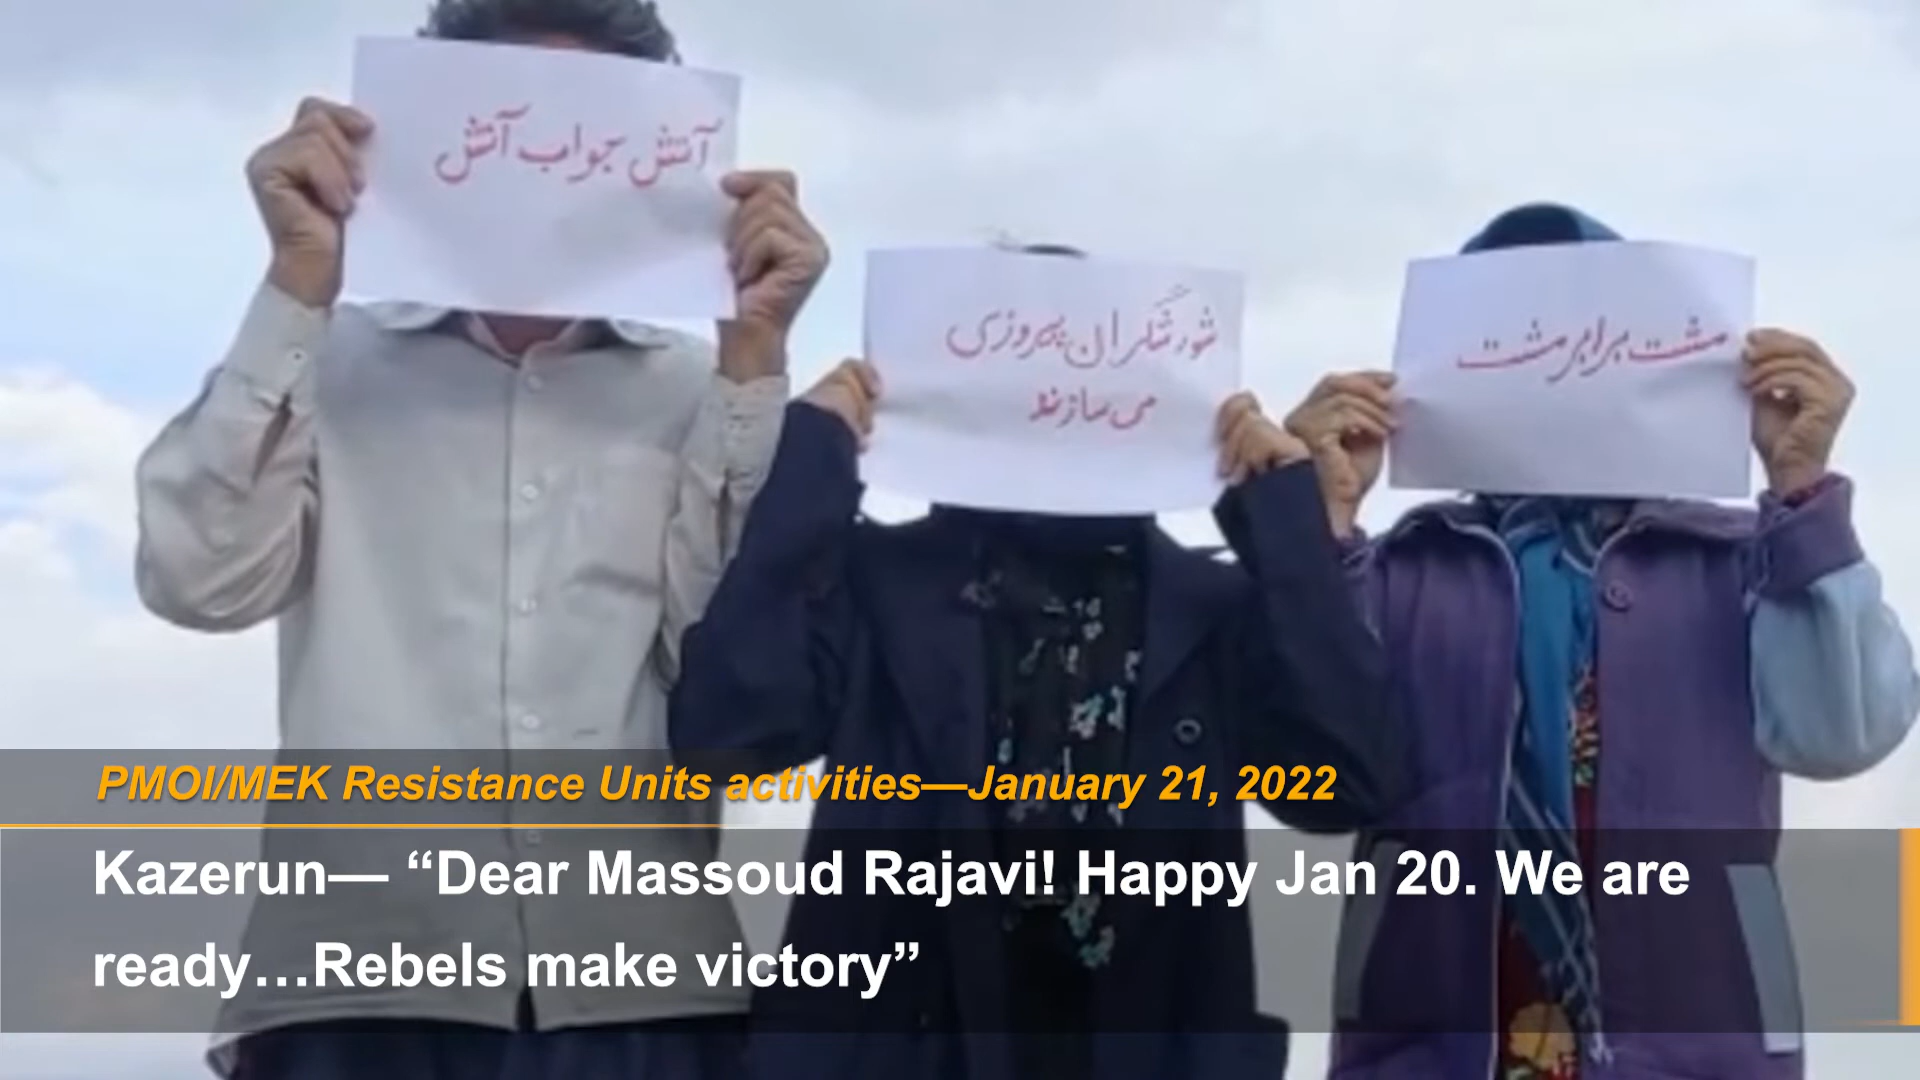 آتش جواب آتش
شورشگران پیروزی
می‌سازند
مشت برابر مشت
PMOI/MEK Resistance Units activities—January 21, 2022
Kazerun— “Dear Massoud Rajavi! Happy Jan 20. We are
ready…Rebels make victory”